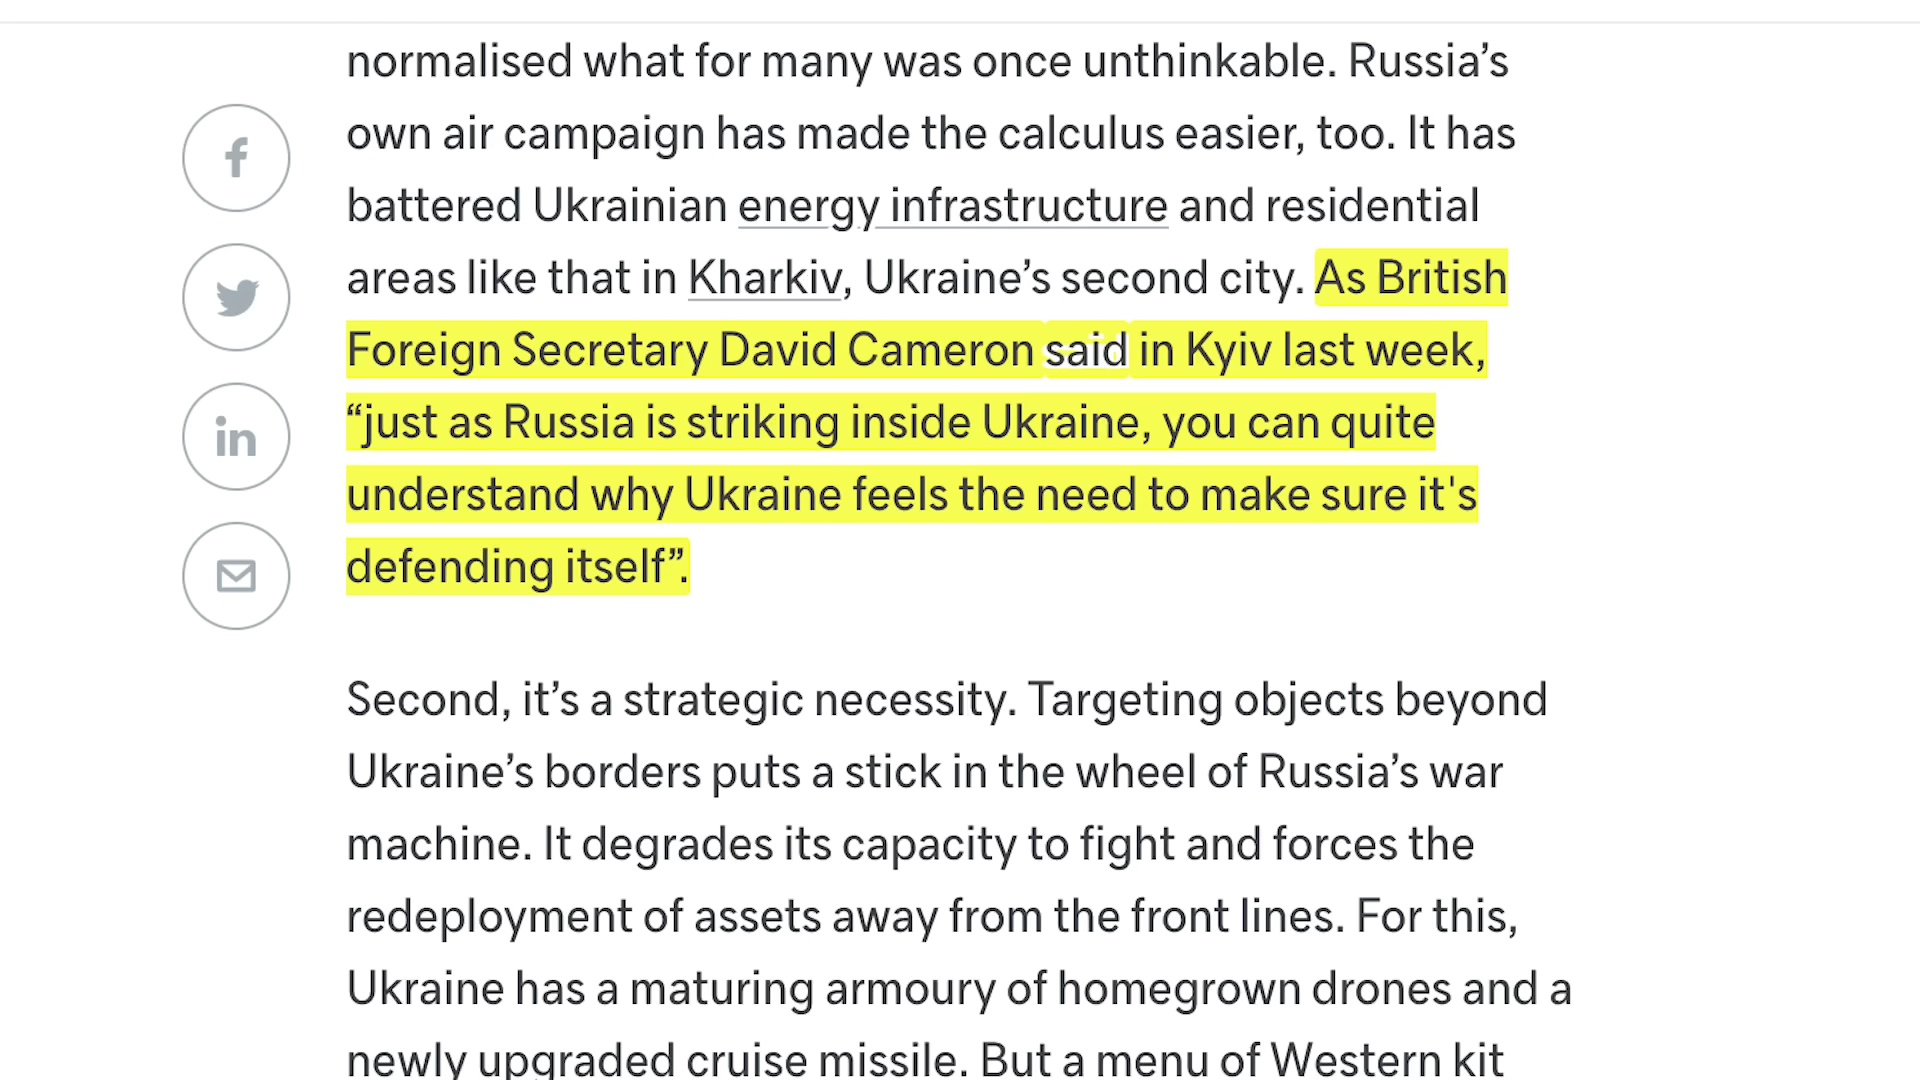 normalised what for many was once unthinkable. Russia’s
own air campaign has made the calculus easier, too. It has
battered Ukrainian energy infrastructure and residential
areas like that in Kharkiv, Ukraine’s second city. As British
Foreign Secretary David Cameron said in Kyiv last week,
“just as Russia is striking inside Ukraine, you can quite
understand why Ukraine feels the need to make sure it's
defending itself”.
Second, it’s a strategic necessity. Targeting objects beyond
Ukraine’s borders puts a stick in the wheel of Russia’s war
machine. It degrades its capacity to fight and forces the
redeployment of assets away from the front lines. For this,
Ukraine has a maturing armoury of homegrown drones and a
newly upgraded cruise missile. But a menu of Western kit